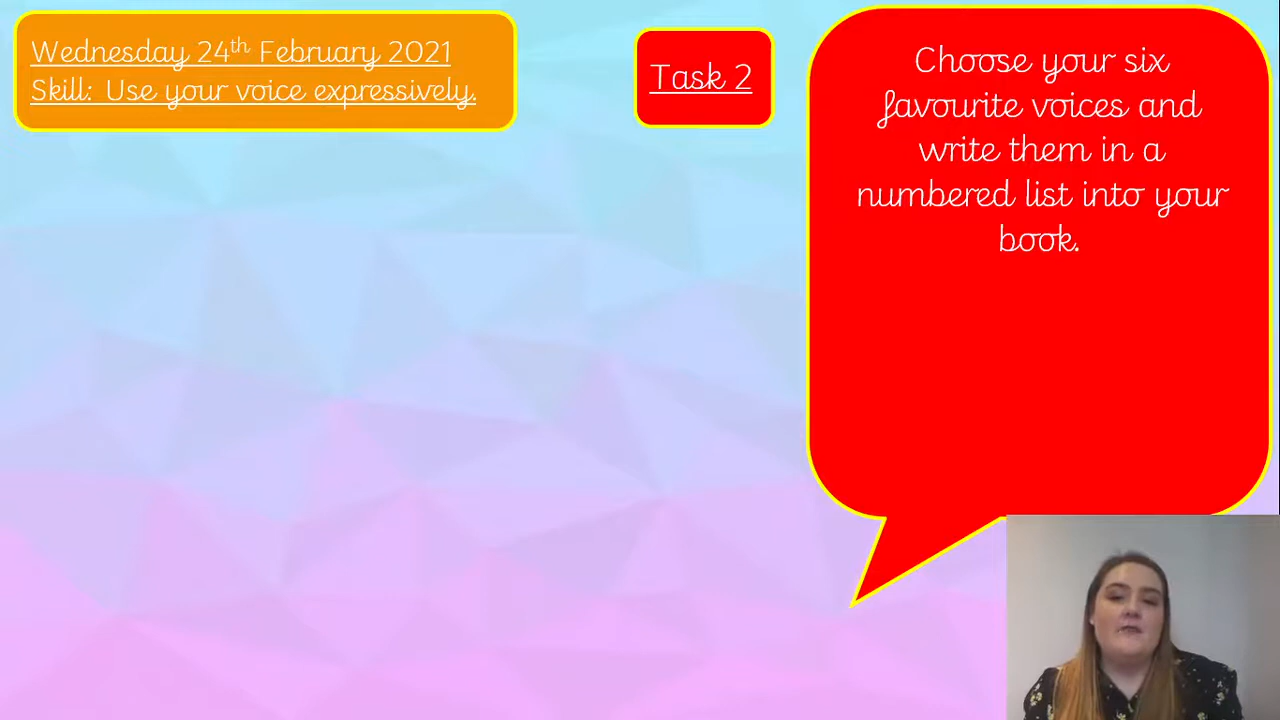 Wednesday 24th February 2021
Skill: Use your voice expressively.
Task 2
Choose your six
favourite voices and
write them in a
numbered list into your
book.